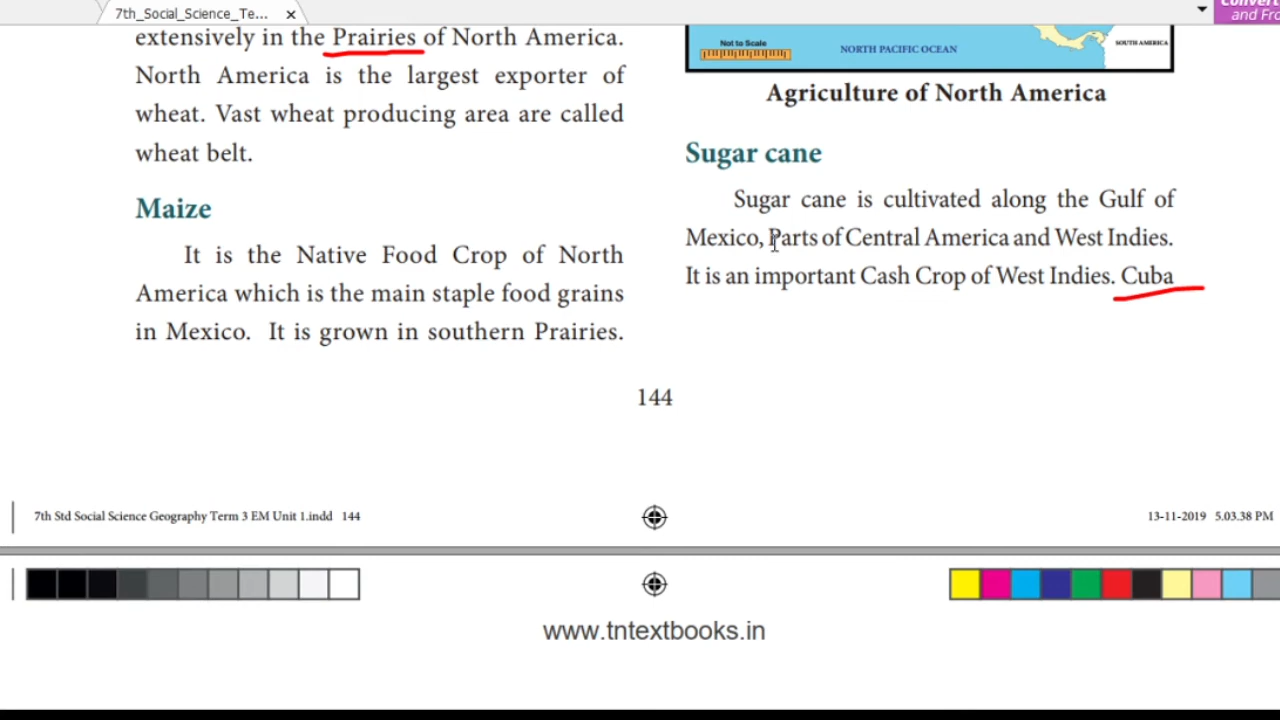 7th_Social_Science_Te...
Convert
and Fro
extensively in the Prairies of North America.
North America is the largest exporter of
wheat. Vast wheat producing area are called
wheat belt.
Maize
It is the Native Food Crop of North
America which is the main staple food grains
in Mexico. It is grown in southern Prairies.
Not to Scale
NORTH PACIFIC OCEAN
SOUTH AMERICA
Agriculture of North America
Sugar cane
Sugar cane is cultivated along the Gulf of
Mexico, Parts of Central America and West Indies.
It is an important Cash Crop of West Indies. Cuba
144
7th Std Social Science Geography Term 3 EM Unit 1.indd 144
13-11-2019 5.03.38 PM
www.tntextbooks.in